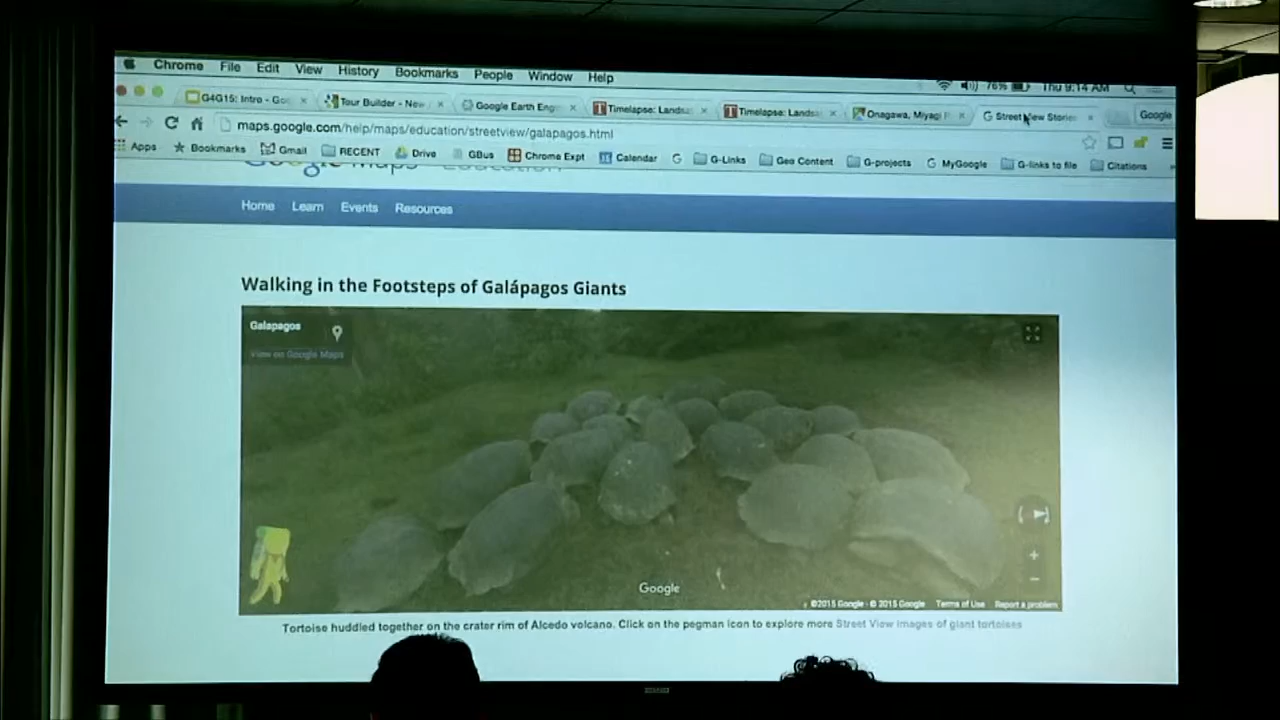 Chrome File Edit View History Bookmarks People Window Help 76% Thu 9:14 AM
G4G15: Intro - Go Tour Builder - New Google Earth Eng Timelapse: Landsa Timelapse: Landsa Onagawa, Miyagi P Street View Stories Google
maps.google.com/help/maps/education/streetview/galapagos.html
Apps Bookmarks Gmail RECENT Drive GBus Chrome Expt Calendar G-Links Geo Content G-projects MyGoogle G-links to file Citations
Home Learn Events Resources
Walking in the Footsteps of Galápagos Giants
Galapagos
View on Google Maps
Google
©2015 Google - © 2015 Google Terms of Use Report a problem
Tortoise huddled together on the crater rim of Alcedo volcano. Click on the pegman icon to explore more Street View images of giant tortoises